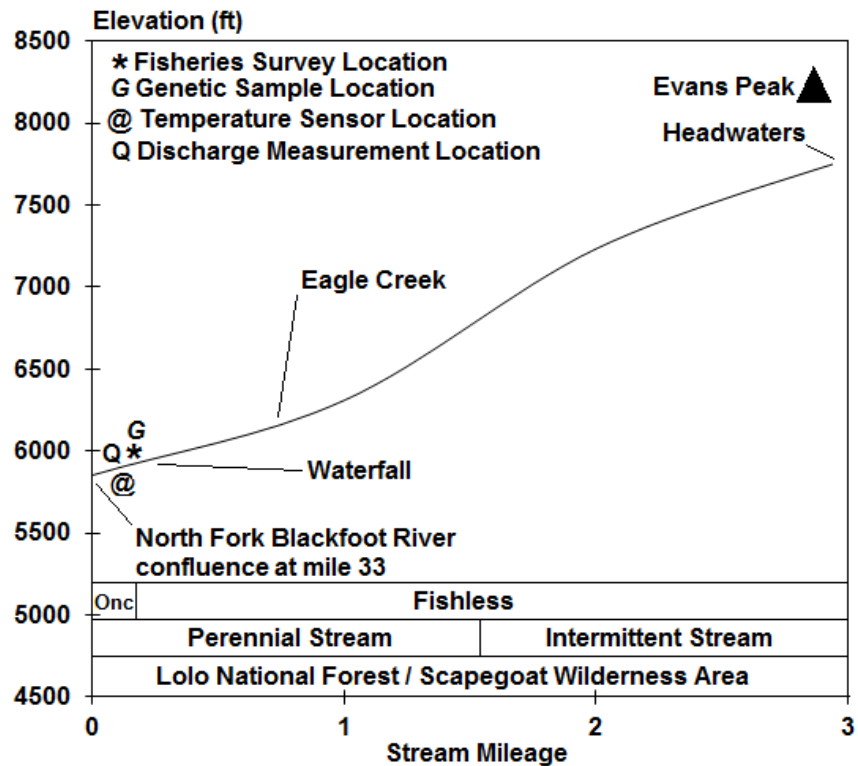 Elevation (ft)
8500
* Fisheries Survey Location
G Genetic Sample Location
@ Temperature Sensor Location
Q Discharge Measurement Location
Evans Peak
8000
Headwaters
7500
7000
Eagle Creek
6500
G
6000
Q *
Waterfall
@
5500
North Fork Blackfoot River
confluence at mile 33
Onc
Fishless
5000
Perennial Stream
Intermittent Stream
Lolo National Forest / Scapegoat Wilderness Area
4500
0 1 2 3
Stream Mileage